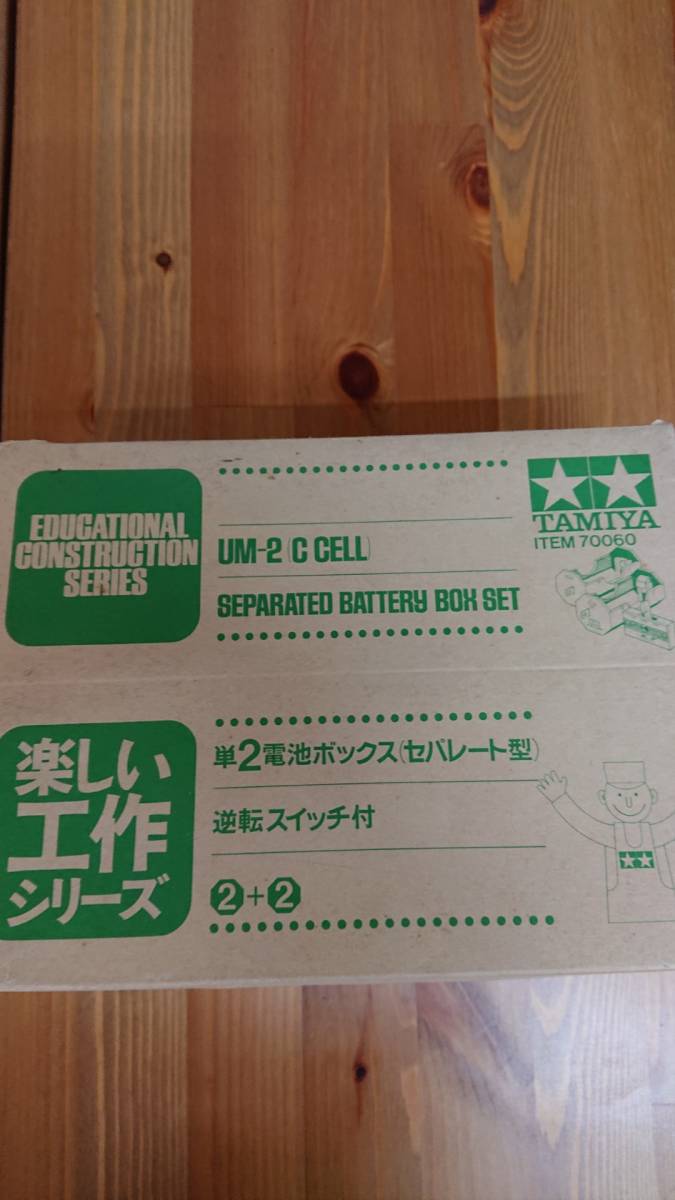 EDUCATIONAL
CONSTRUCTION
SERIES
UM-2 (C CELL)
SEPARATED BATTERY BOX SET
TAMIYA
ITEM 70060
楽しい
工作
シリーズ
単2電池ボックス(セパレート型)
逆転スイッチ付
2+2